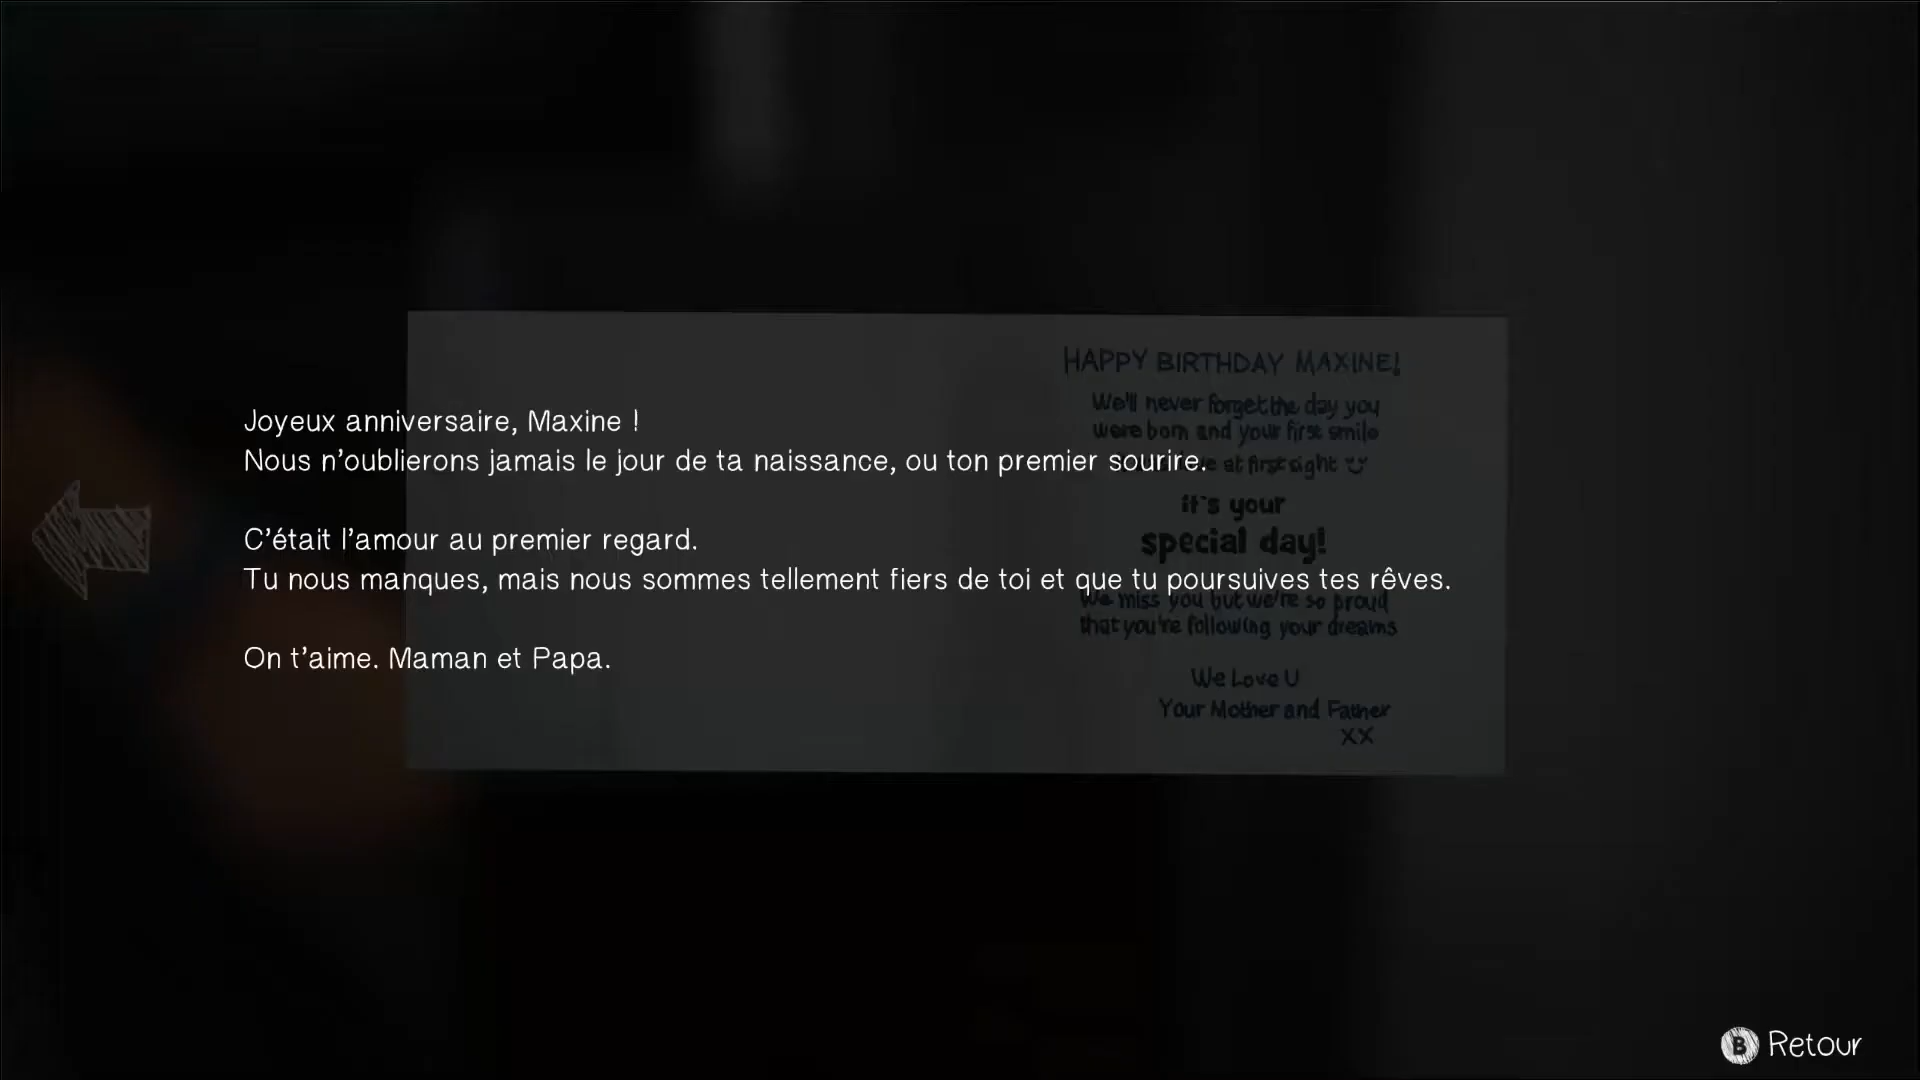 Joyeux anniversaire, Maxine !
Nous n'oublierons jamais le jour de ta naissance, ou ton premier sourire.
C'était l'amour au premier regard.
Tu nous manques, mais nous sommes tellement fiers de toi et que tu poursuives tes rêves.
On t'aime. Maman et Papa.
HAPPY BIRTHDAY MAXINE!
We'll never forget the day you
were born and your first smile
at first sight
it's your
special day!
We miss you but we're so proud
that you're following your dreams
We Love U
Your Mother and Father
XX
B Retour